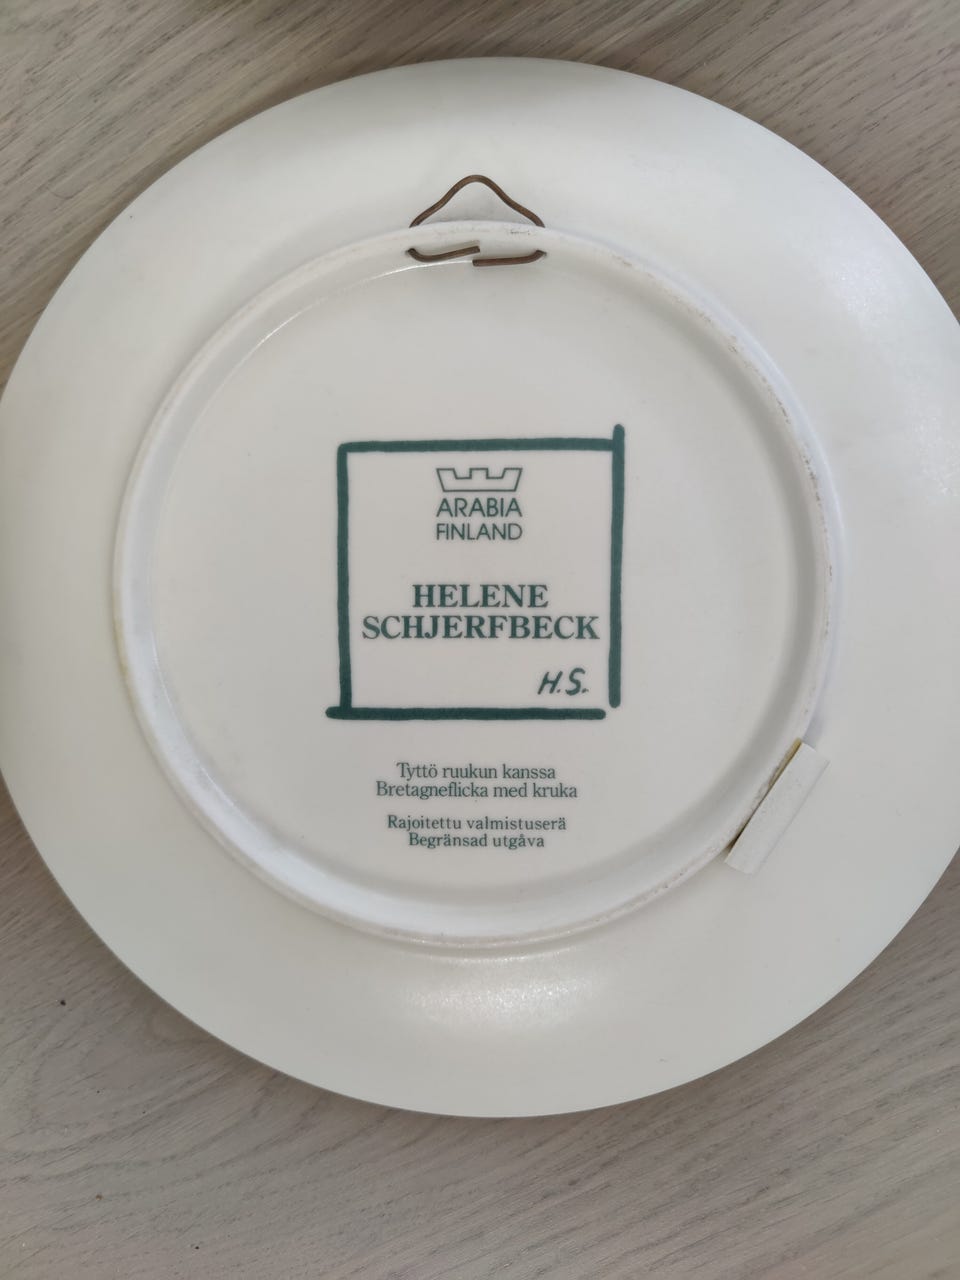 ARABIA
FINLAND
HELENE
SCHJERFBECK
H.S.
Tyttö ruukun kanssa
Bretagneflicka med kruka
Rajoitettu valmistuserä
Begränsad utgåva